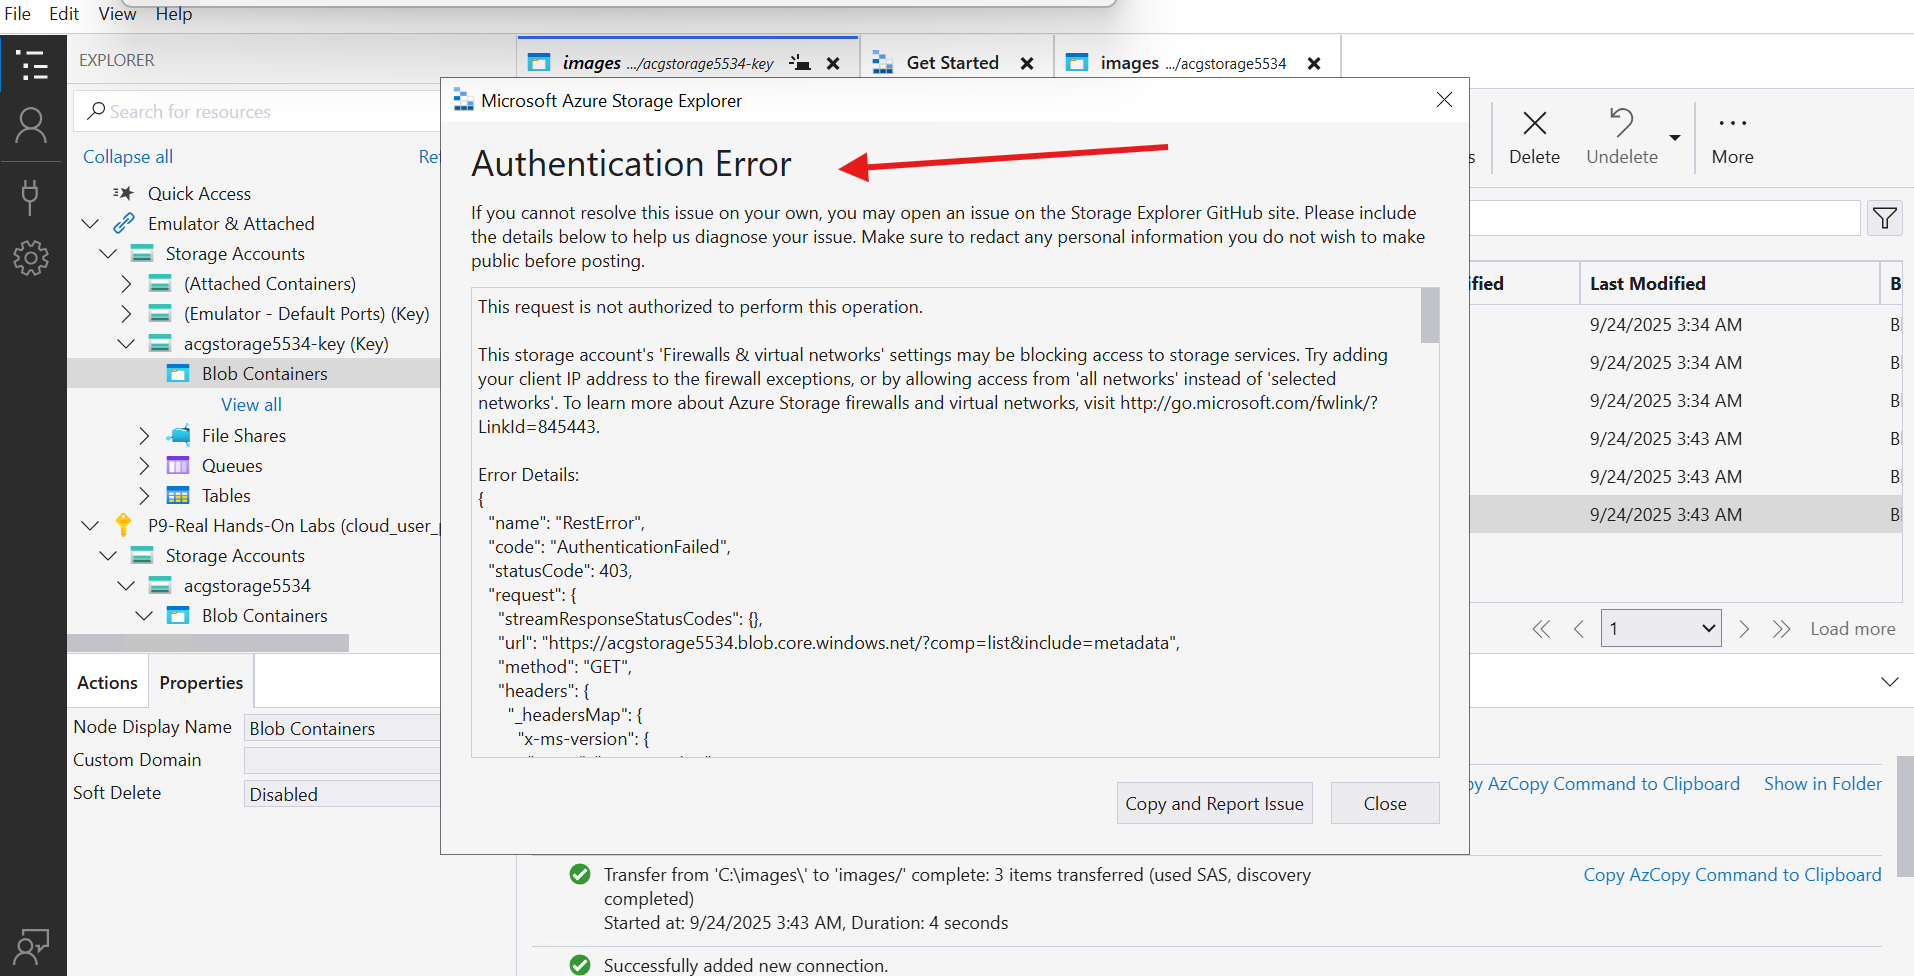 File Edit View Help
EXPLORER
images .../acgstorage5534-key
Get Started
images .../acgstorage5534
Search for resources
Collapse all
Quick Access
Emulator & Attached
Storage Accounts
(Attached Containers)
(Emulator - Default Ports) (Key)
acgstorage5534-key (Key)
Blob Containers
View all
File Shares
Queues
Tables
P9-Real Hands-On Labs (cloud_user_
Storage Accounts
acgstorage5534
Blob Containers
Actions Properties
Node Display Name Blob Containers
Custom Domain
Soft Delete Disabled
Microsoft Azure Storage Explorer
Authentication Error
If you cannot resolve this issue on your own, you may open an issue on the Storage Explorer GitHub site. Please include
the details below to help us diagnose your issue. Make sure to redact any personal information you do not wish to make
public before posting.
This request is not authorized to perform this operation.
This storage account's 'Firewalls & virtual networks' settings may be blocking access to storage services. Try adding
your client IP address to the firewall exceptions, or by allowing access from 'all networks' instead of 'selected
networks'. To learn more about Azure Storage firewalls and virtual networks, visit http://go.microsoft.com/fwlink/?
LinkId=845443.
Error Details:
{
"name": "RestError",
"code": "AuthenticationFailed",
"statusCode": 403,
"request": {
"streamResponseStatusCodes": {},
"url": "https://acgstorage5534.blob.core.windows.net/?comp=list&include=metadata",
"method": "GET",
"headers": {
"_headersMap": {
"x-ms-version": {
Copy and Report Issue Close
Delete Undelete More
Last Modified
9/24/2025 3:34 AM
9/24/2025 3:34 AM
9/24/2025 3:34 AM
9/24/2025 3:43 AM
9/24/2025 3:43 AM
9/24/2025 3:43 AM
1 Load more
AzCopy Command to Clipboard Show in Folder
Transfer from 'C:\images\' to 'images/' complete: 3 items transferred (used SAS, discovery
completed)
Started at: 9/24/2025 3:43 AM, Duration: 4 seconds
Copy AzCopy Command to Clipboard
Successfully added new connection.